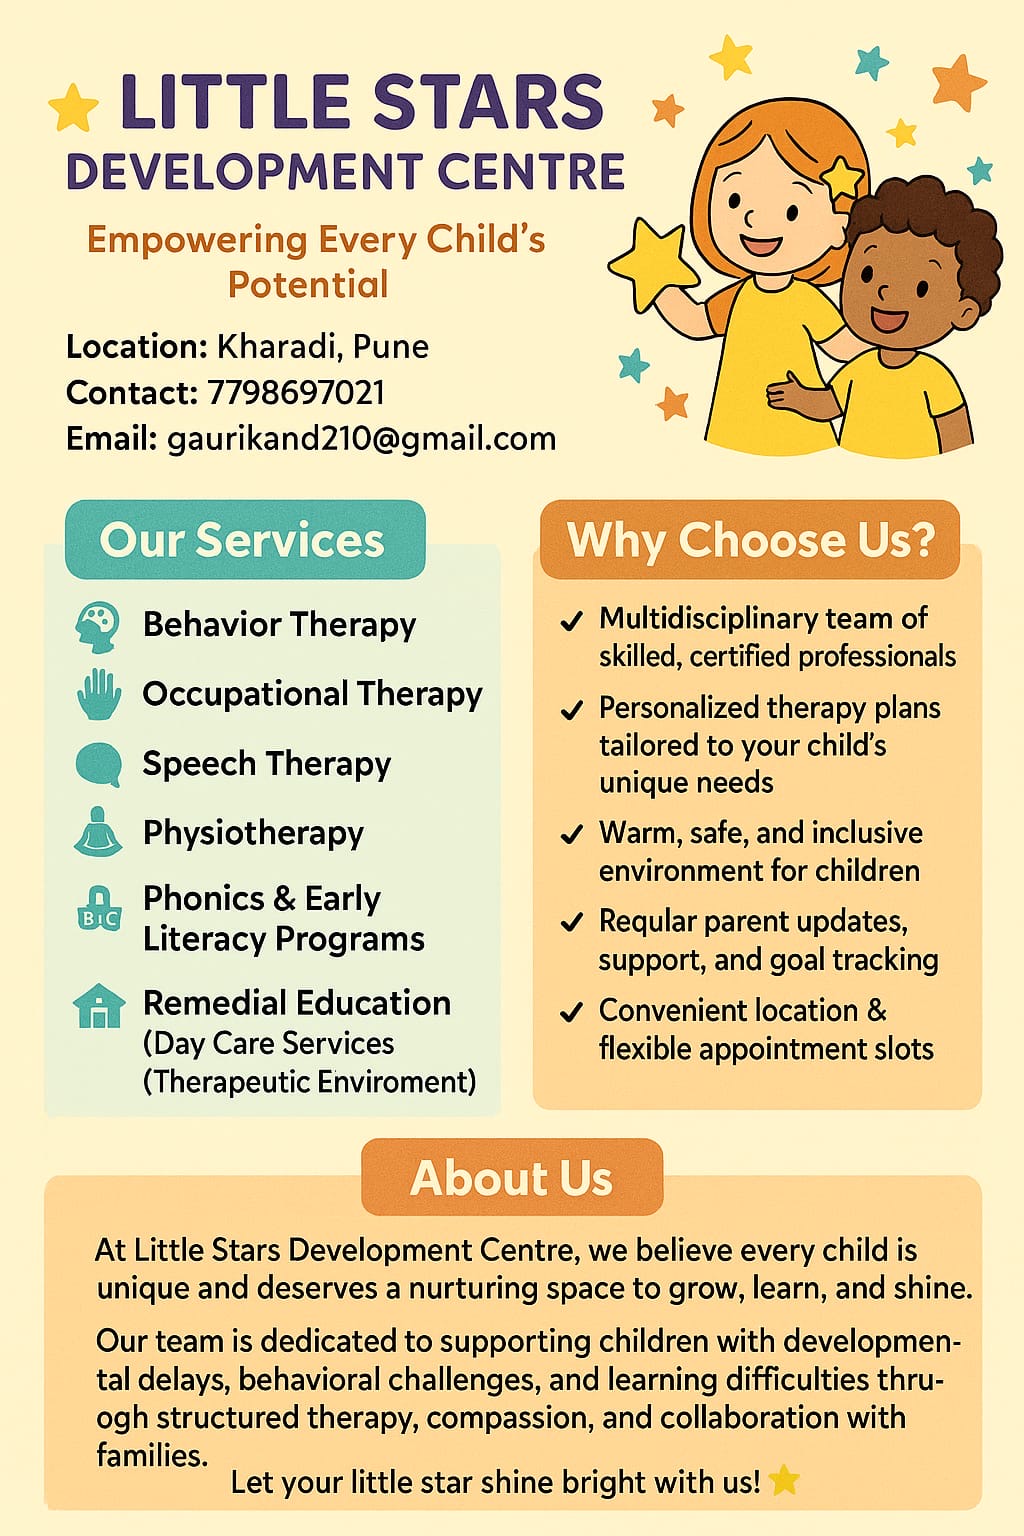 LITTLE STARS
DEVELOPMENT CENTRE
Empowering Every Child's
Potential
Location: Kharadi, Pune
Contact: 7798697021
Email: gaurikand210@gmail.com
Our Services
Behavior Therapy
Occupational Therapy
Speech Therapy
Physiotherapy
BIC
Phonics & Early
Literacy Programs
Remedial Education
(Day Care Services
(Therapeutic Enviroment)
Why Choose Us?
✓ Multidisciplinary team of
skilled, certified professionals
✓ Personalized therapy plans
tailored to your child's
unique needs
✓ Warm, safe, and inclusive
environment for children
✓ Reqular parent updates,
support, and goal tracking
✓ Convenient location &
flexible appointment slots
About Us
At Little Stars Development Centre, we believe every child is
unique and deserves a nurturing space to grow, learn, and shine.
Our team is dedicated to supporting children with developmen-
tal delays, behavioral challenges, and learning difficulties thru-
ogh structured therapy, compassion, and collaboration with
families.
Let your little star shine bright with us!